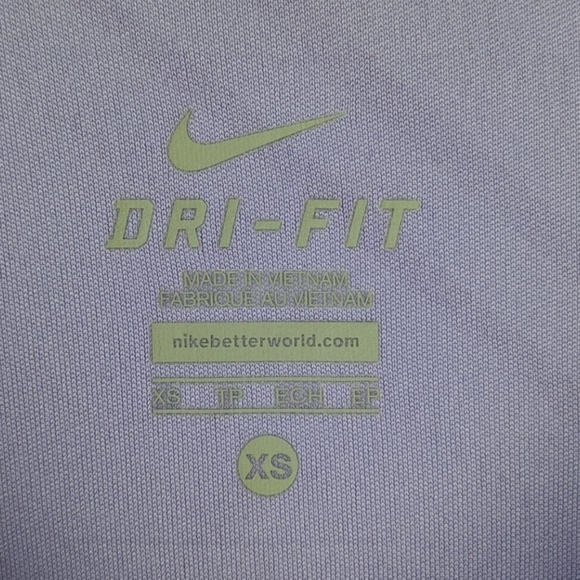 DRI-FIT
MADE IN VIETNAM
FABRIQUE AU VIETNAM
nikebetterworld.com
XS TP ECH EP
XS